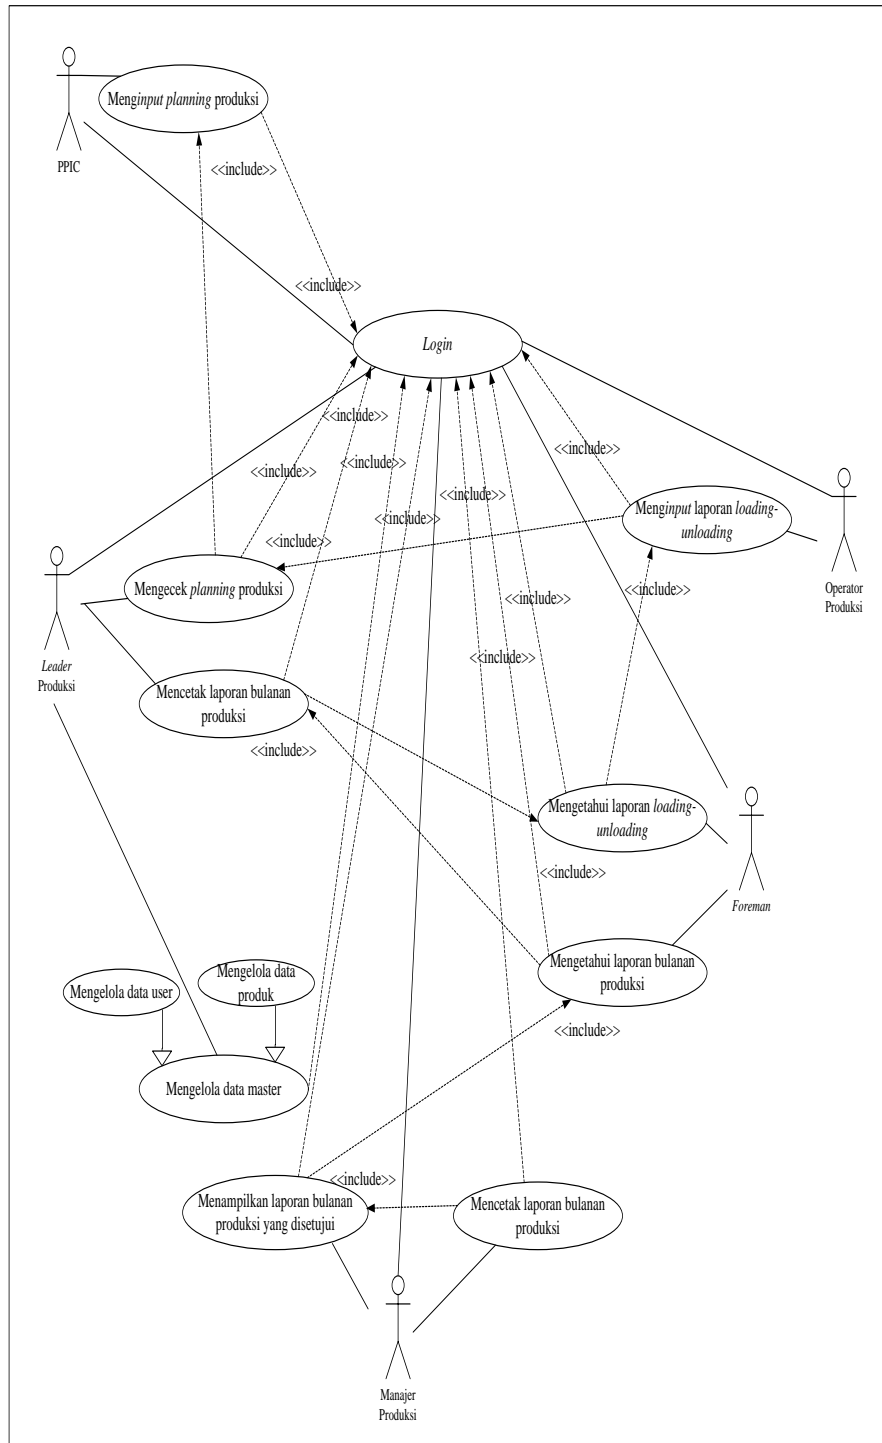 Menginput planning produksi
PPIC
<<include>>
<<include>>
Login
<<include>>
<<include>>
<<include>>
<<include>>
<<include>>
<<include>>
Menginput laporan loading-
unloading
<<include>>
<<include>>
<<include>>
Operator
Produksi
Mengecek planning produksi
<<include>>
<<include>>
Leader
Produksi
Mencetak laporan bulanan
produksi
<<include>>
<<include>>
Mengetahui laporan loading-
unloading
<<include>>
Foreman
Mengetahui laporan bulanan
produksi
Mengelola data
produk
Mengelola data user
<<include>>
Mengelola data master
<<include>>
Menampilkan laporan bulanan
produksi yang disetujui
Mencetak laporan bulanan
produksi
Manajer
Produksi